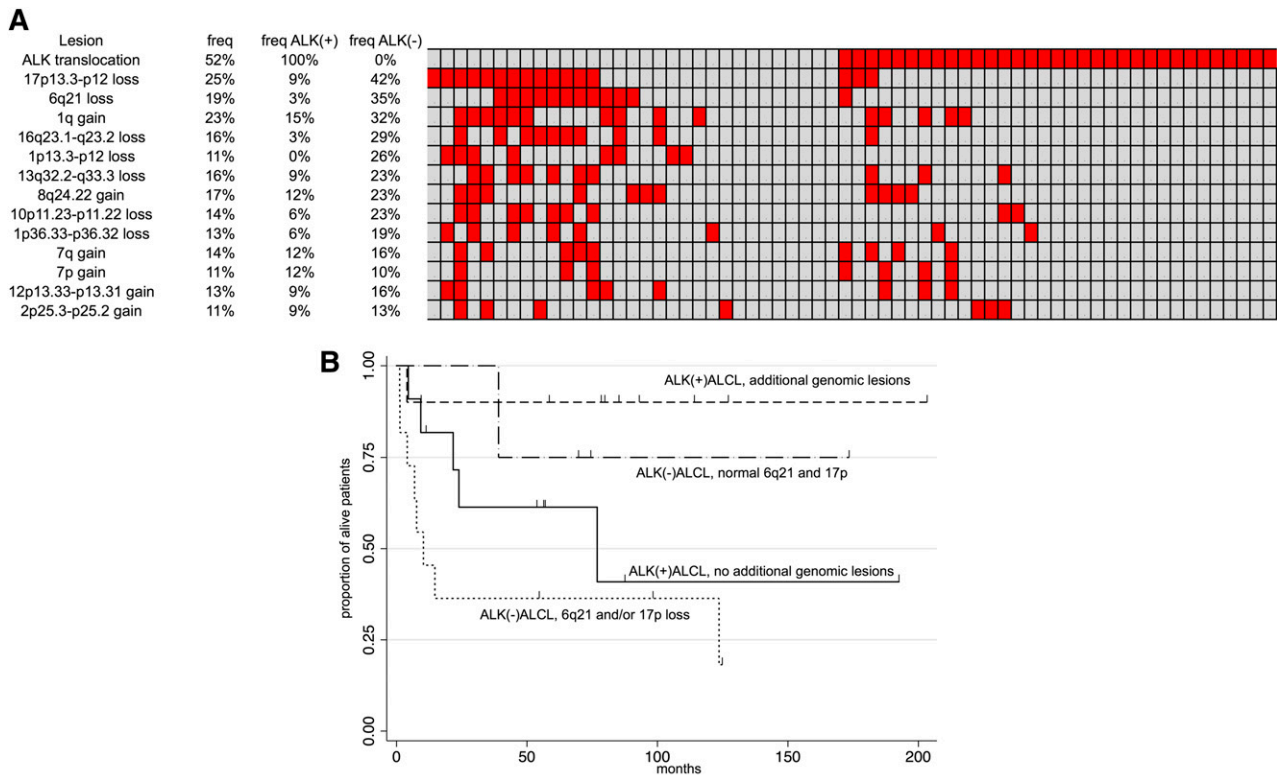 A
Lesion freq freq ALK(+) freq ALK(-)
ALK translocation 52% 100% 0%
17p13.3-p12 loss 25% 9% 42%
6q21 loss 19% 3% 35%
1q gain 23% 15% 32%
16q23.1-q23.2 loss 16% 3% 29%
1p13.3-p12 loss 11% 0% 26%
13q32.2-q33.3 loss 16% 9% 23%
8q24.22 gain 17% 12% 23%
10p11.23-p11.22 loss 14% 6% 23%
1p36.33-p36.32 loss 13% 6% 19%
7q gain 14% 12% 16%
7p gain 11% 12% 10%
12p13.33-p13.31 gain 13% 9% 16%
2p25.3-p25.2 gain 11% 9% 13%
B
proportion of alive patients
1.00
0.75
0.50
0.25
0.00
ALK(+)ALCL, additional genomic lesions
ALK(-)ALCL, normal 6q21 and 17p
ALK(+)ALCL, no additional genomic lesions
ALK(-)ALCL, 6q21 and/or 17p loss
0 50 100 150 200
months